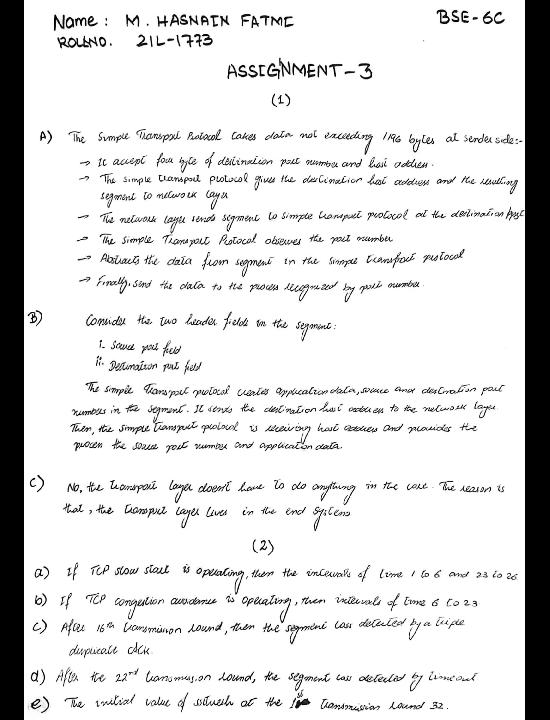 Name : M. HASNAIN FATMI BSE-6C
ROLLNO. 21L-1773
ASSIGNMENT-3
(1)
A) The Simple Transport Protocol takes data not exceeding 1196 bytes at sender side:-
→ It accept four byte of destination port number and host address.
→ The simple transport protocol gives the destination host address and the resulting
segment to network layer
→ The network layer sends segment to simple transport protocol at the destination host
→ The Simple Transport Protocol observes the port number
→ Abstracts the data from segment in the simple transport protocol
→ Finally, send the data to the process recognized by port number.
B) Consider the two header fields in the segment:
i. Source port field
ii. Destination port field
The simple transport protocol creates application data, source and destination port
numbers in the segment. It sends the destination host address to the network layer.
Then, the simple transport protocol is receiving host address and provides the
process the source port number and application data.
C) No, the transport layer doesn't have to do anything in the core. The reason is
that, the transport layer lives in the end systems
(2)
a) If TCP slow start is operating, then the intervals of time 1 to 6 and 23 to 26
b) If TCP congestion avoidance is operating, then intervals of time 6 to 23
c) After 16th transmission round, then the segment loss detected by a triple
duplicate ACK.
d) After the 22nd transmission round, the segment loss detected by timeout
e) The initial value of at the 1st transmission round 32.